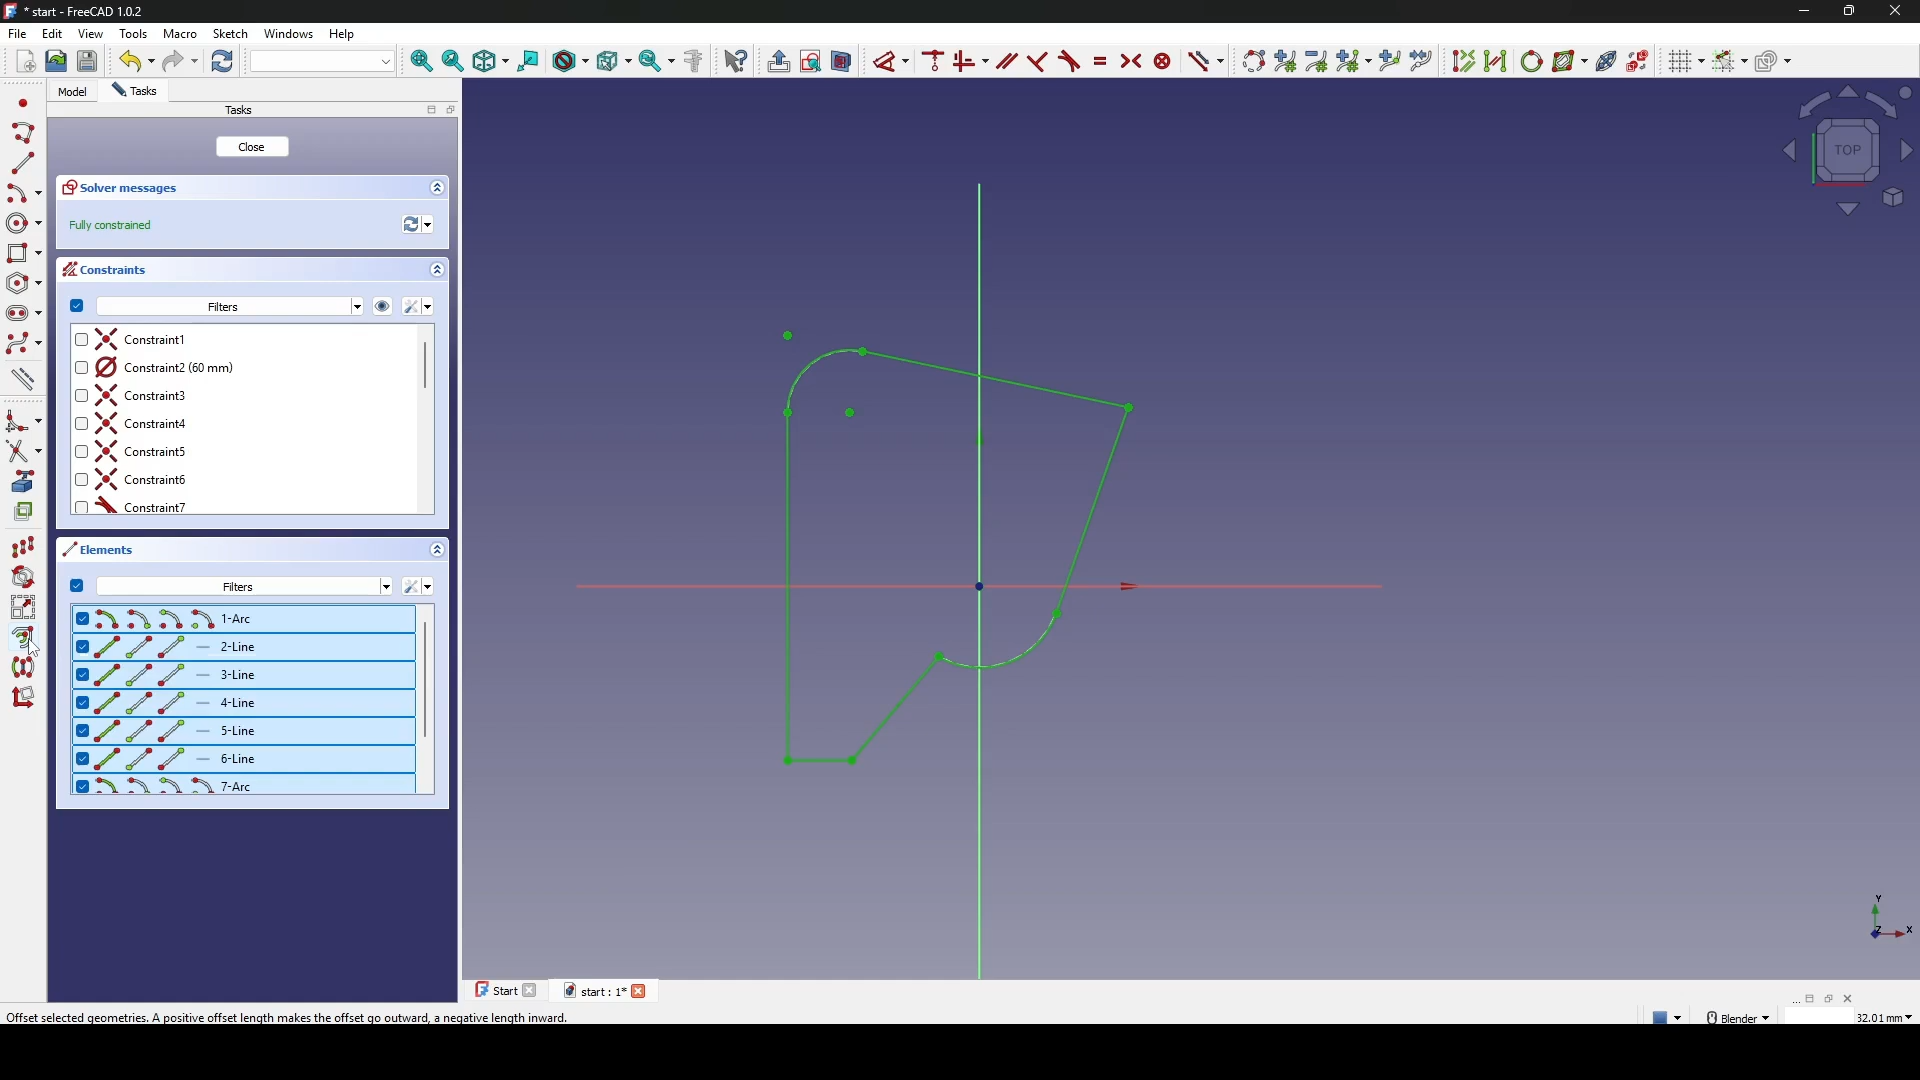 * start - FreeCAD 1.0.2
File Edit View Tools Macro Sketch Windows Help
Model Tasks
Tasks
Close
Solver messages
Fully constrained
Constraints
Filters
Constraint1
Constraint2 (60 mm)
Constraint3
Constraint4
Constraint5
Constraint6
Constraint7
Elements
Filters
1-Arc
2-Line
3-Line
4-Line
5-Line
6-Line
7-Arc
TOP
Y
Z X
Start start : 1*
...
Offset selected geometries. A positive offset length makes the offset go outward, a negative length inward.
Blender 32.01 mm